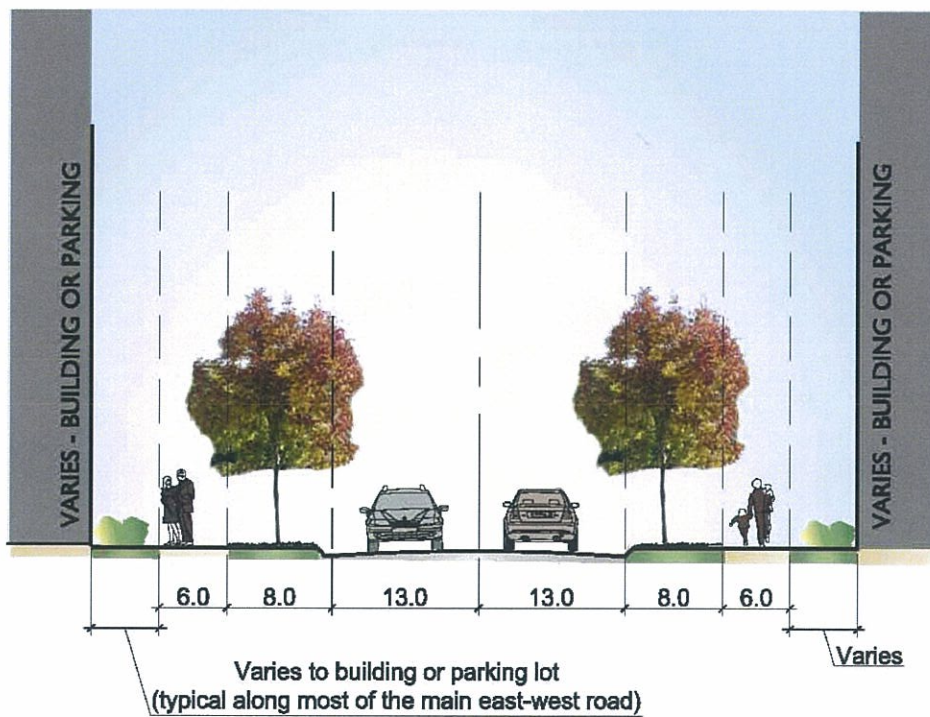 VARIES - BUILDING OR PARKING
VARIES - BUILDING OR PARKING
6.0 8.0 13.0 13.0 8.0 6.0
Varies
Varies to building or parking lot
(typical along most of the main east-west road)